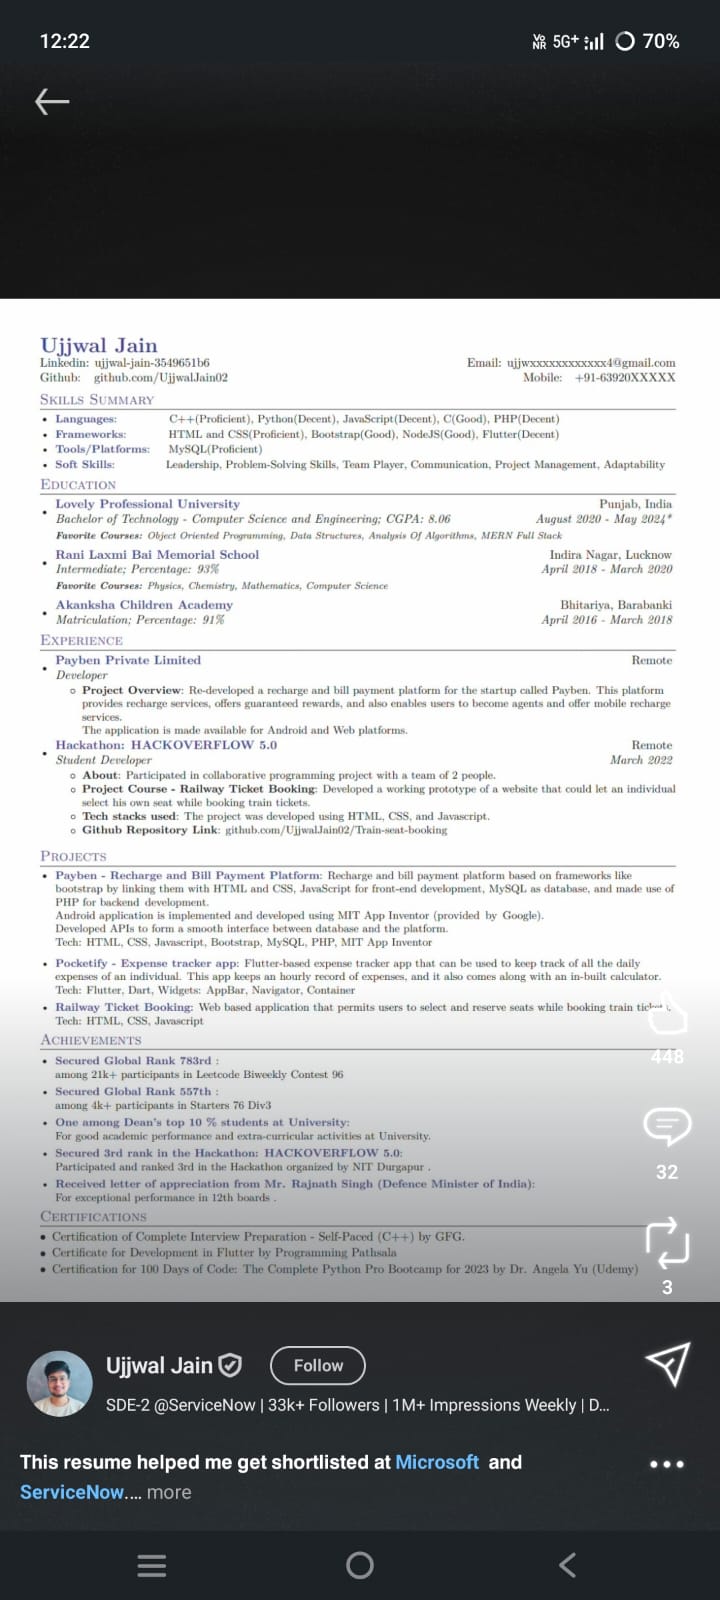 12:22
Vo NR 5G+ 70%
Ujjwal Jain
Linkedin: ujjwal-jain-3549651b6 Email: ujjwxxxxxxxxxxxx4@gmail.com
Github: github.com/UjjwalJain02 Mobile: +91-63920XXXXX
SKILLS SUMMARY
• Languages: C++(Proficient), Python(Decent), JavaScript(Decent), C(Good), PHP(Decent)
• Frameworks: HTML and CSS(Proficient), Bootstrap(Good), NodeJS(Good), Flutter(Decent)
• Tools/Platforms: MySQL(Proficient)
• Soft Skills: Leadership, Problem-Solving Skills, Team Player, Communication, Project Management, Adaptability
EDUCATION
• Lovely Professional University Punjab, India
Bachelor of Technology - Computer Science and Engineering; CGPA: 8.06 August 2020 - May 2024*
Favorite Courses: Object Oriented Programming, Data Structures, Analysis Of Algorithms, MERN Full Stack
• Rani Laxmi Bai Memorial School Indira Nagar, Lucknow
Intermediate; Percentage: 93% April 2018 - March 2020
Favorite Courses: Physics, Chemistry, Mathematics, Computer Science
• Akanksha Children Academy Bhitariya, Barabanki
Matriculation; Percentage: 91% April 2016 - March 2018
EXPERIENCE
• Payben Private Limited Remote
Developer
◦ Project Overview: Re-developed a recharge and bill payment platform for the startup called Payben. This platform
provides recharge services, offers guaranteed rewards, and also enables users to become agents and offer mobile recharge
services.
The application is made available for Android and Web platforms.
• Hackathon: HACKOVERFLOW 5.0 Remote
Student Developer March 2022
◦ About: Participated in collaborative programming project with a team of 2 people.
◦ Project Course - Railway Ticket Booking: Developed a working prototype of a website that could let an individual
select his own seat while booking train tickets.
◦ Tech stacks used: The project was developed using HTML, CSS, and Javascript.
◦ Github Repository Link: github.com/UjjwalJain02/Train-seat-booking
PROJECTS
• Payben - Recharge and Bill Payment Platform: Recharge and bill payment platform based on frameworks like
bootstrap by linking them with HTML and CSS, JavaScript for front-end development, MySQL as database, and made use of
PHP for backend development.
Android application is implemented and developed using MIT App Inventor (provided by Google).
Developed APIs to form a smooth interface between database and the platform.
Tech: HTML, CSS, Javascript, Bootstrap, MySQL, PHP, MIT App Inventor
• Pocketify - Expense tracker app: Flutter-based expense tracker app that can be used to keep track of all the daily
expenses of an individual. This app keeps an hourly record of expenses, and it also comes along with an in-built calculator.
Tech: Flutter, Dart, Widgets: AppBar, Navigator, Container
• Railway Ticket Booking: Web based application that permits users to select and reserve seats while booking train
Tech: HTML, CSS, Javascript
ACHIEVEMENTS
• Secured Global Rank 783rd :
among 21k+ participants in Leetcode Biweekly Contest 96
448
• Secured Global Rank 557th :
among 4k+ participants in Starters 76 Div3
• One among Dean's top 10 % students at University:
For good academic performance and extra-curricular activities at University.
• Secured 3rd rank in the Hackathon: HACKOVERFLOW 5.0:
Participated and ranked 3rd in the Hackathon organized by NIT Durgapur .
32
• Received letter of appreciation from Mr. Rajnath Singh (Defence Minister of India):
For exceptional performance in 12th boards .
CERTIFICATIONS
• Certification of Complete Interview Preparation - Self-Paced (C++) by GFG.
• Certificate for Development in Flutter by Programming Pathsala
• Certification for 100 Days of Code: The Complete Python Pro Bootcamp for 2023 by Dr. Angela Yu (Udemy)
3
Ujjwal Jain Follow
SDE-2 @ServiceNow | 33k+ Followers | 1M+ Impressions Weekly | D...
This resume helped me get shortlisted at Microsoft and
ServiceNow.... more